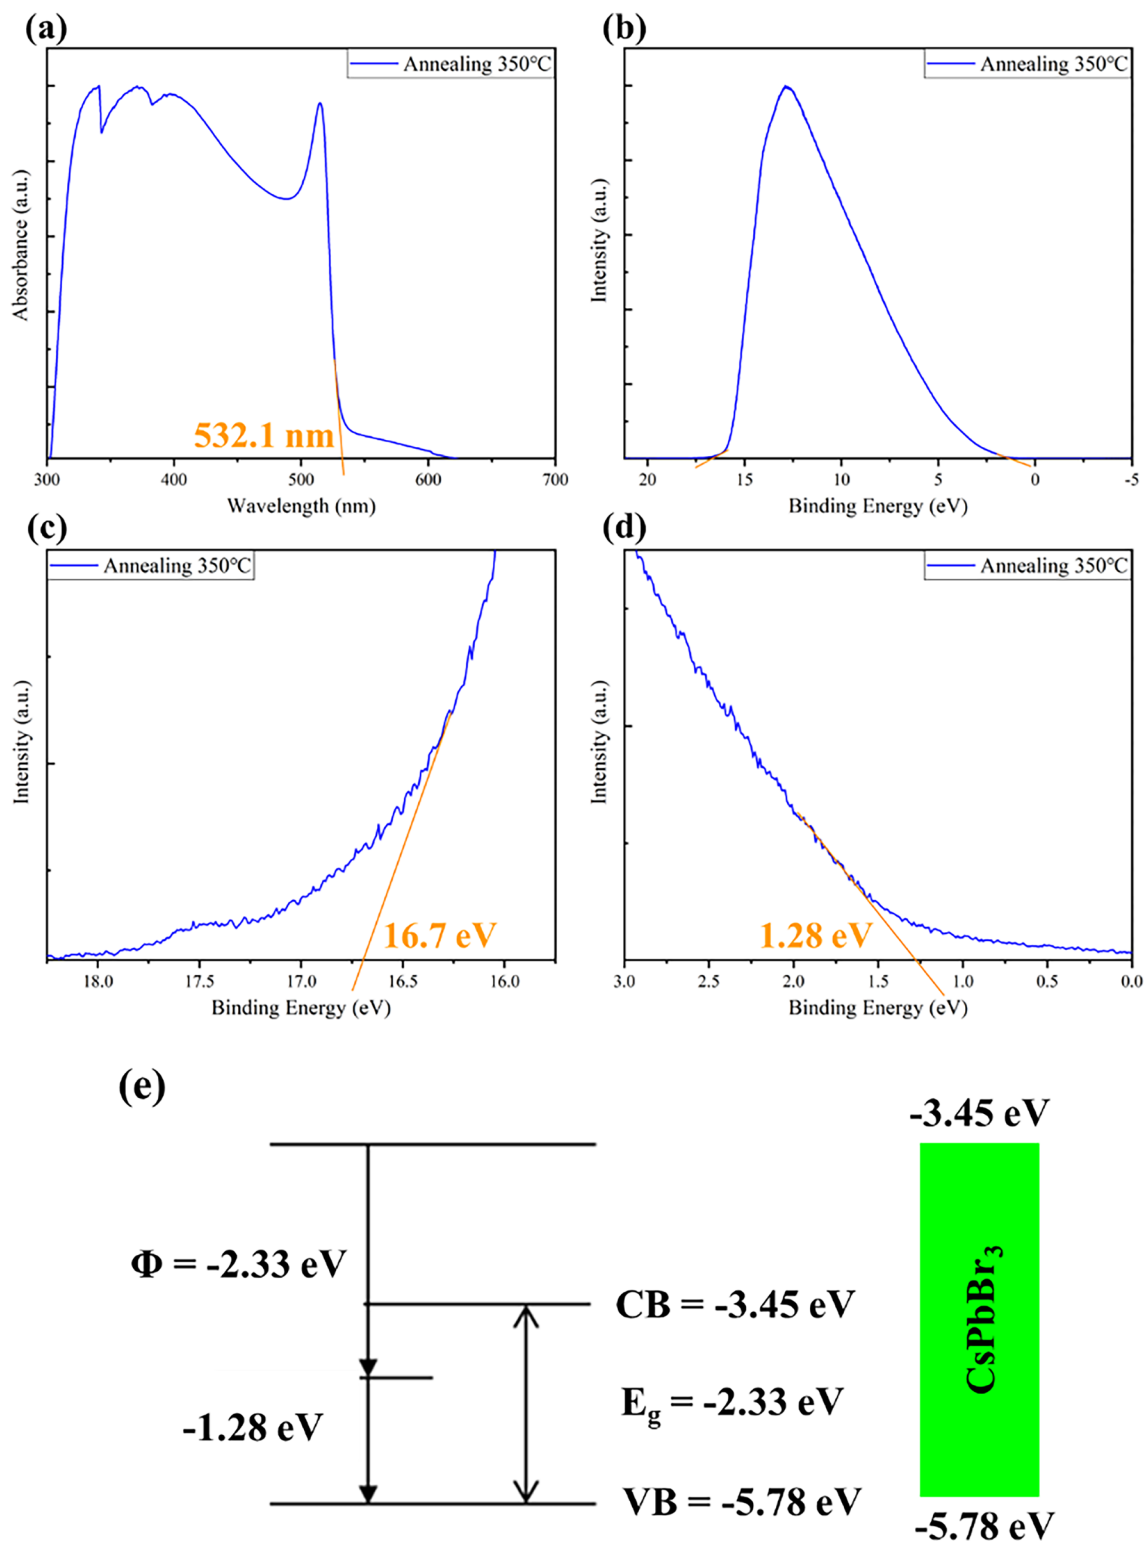 (a)
Annealing 350℃
Absorbance (a.u.)
532.1 nm
300 400 500 600 700
Wavelength (nm)
(b)
Annealing 350℃
Intensity (a.u.)
20 15 10 5 0 -5
Binding Energy (eV)
(c)
Annealing 350℃
Intensity (a.u.)
16.7 eV
18.0 17.5 17.0 16.5 16.0
Binding Energy (eV)
(d)
Annealing 350℃
Intensity (a.u.)
1.28 eV
3.0 2.5 2.0 1.5 1.0 0.5 0.0
Binding Energy (eV)
(e)
Φ = -2.33 eV
-1.28 eV
CB = -3.45 eV
Eg = -2.33 eV
VB = -5.78 eV
-3.45 eV
CsPbBr3
-5.78 eV